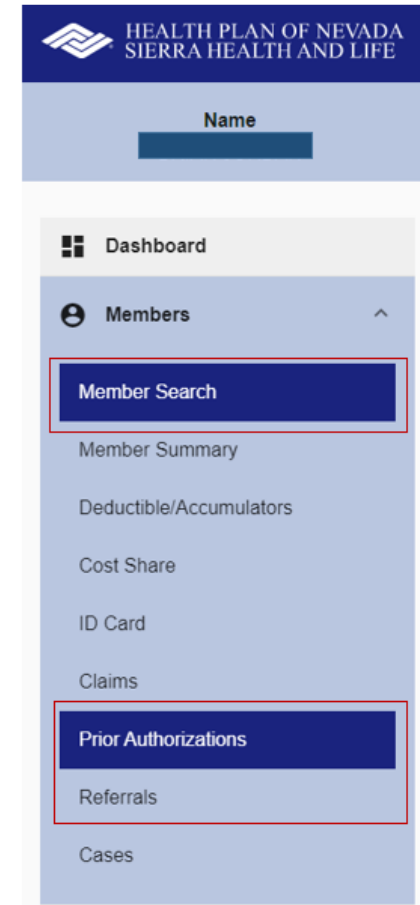 HEALTH PLAN OF NEVADA
SIERRA HEALTH AND LIFE
Name
Dashboard
Members
Member Search
Member Summary
Deductible/Accumulators
Cost Share
ID Card
Claims
Prior Authorizations
Referrals
Cases